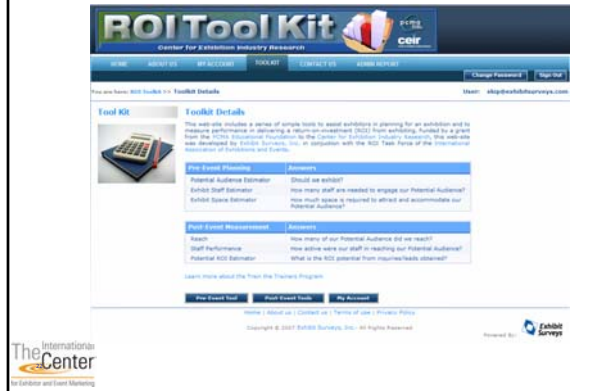 ROI Tool Kit
pcma
ceir
Center for Exhibition Industry Research
HOME ABOUT US MY ACCOUNT TOOLKIT CONTACT US ADMIN REPORT
Change Password Sign Out
You are here: ROI Toolkit >> Toolkit Details
User: skip@exhibitsurveys.com
Tool Kit
Toolkit Details
This web-site includes a series of simple tools to assist exhibitors in planning for an exhibition and to
measure performance in delivering a return-on-investment (ROI) from exhibiting, funded by a grant
from the PCMA Educational Foundation to the Center for Exhibition Industry Research, this web-site
was developed by Exhibit Surveys, Inc. in conjuction with the ROI Task Force of the International
Association of Exhibitions and Events.
Pre-Event Planning Answers
Potential Audience Estimator Should we exhibit?
Exhibit Staff Estimator How many staff are needed to engage our Potential Audience?
Exhibit Space Estimator How much space is required to attract and accommodate our
Potential Audience?
Post-Event Measurement Answers
Reach How many of our Potential Audience did we reach?
Staff Performance How active were our staff in reaching our Potential Audience?
Potential ROI Estimator What is the ROI potential from inquiries/leads obtained?
Learn more about the Train the Trainers Program
Pre-Event Tool Post-Event Tools My Account
Home | About us | Contact us | Terms of use | Privacy Policy
Copyright © 2007 Exhibit Surveys, Inc. All Rights Reserved
Powered By: Exhibit
Surveys
International
The Center
22
for Exhibitor and Event Marketing